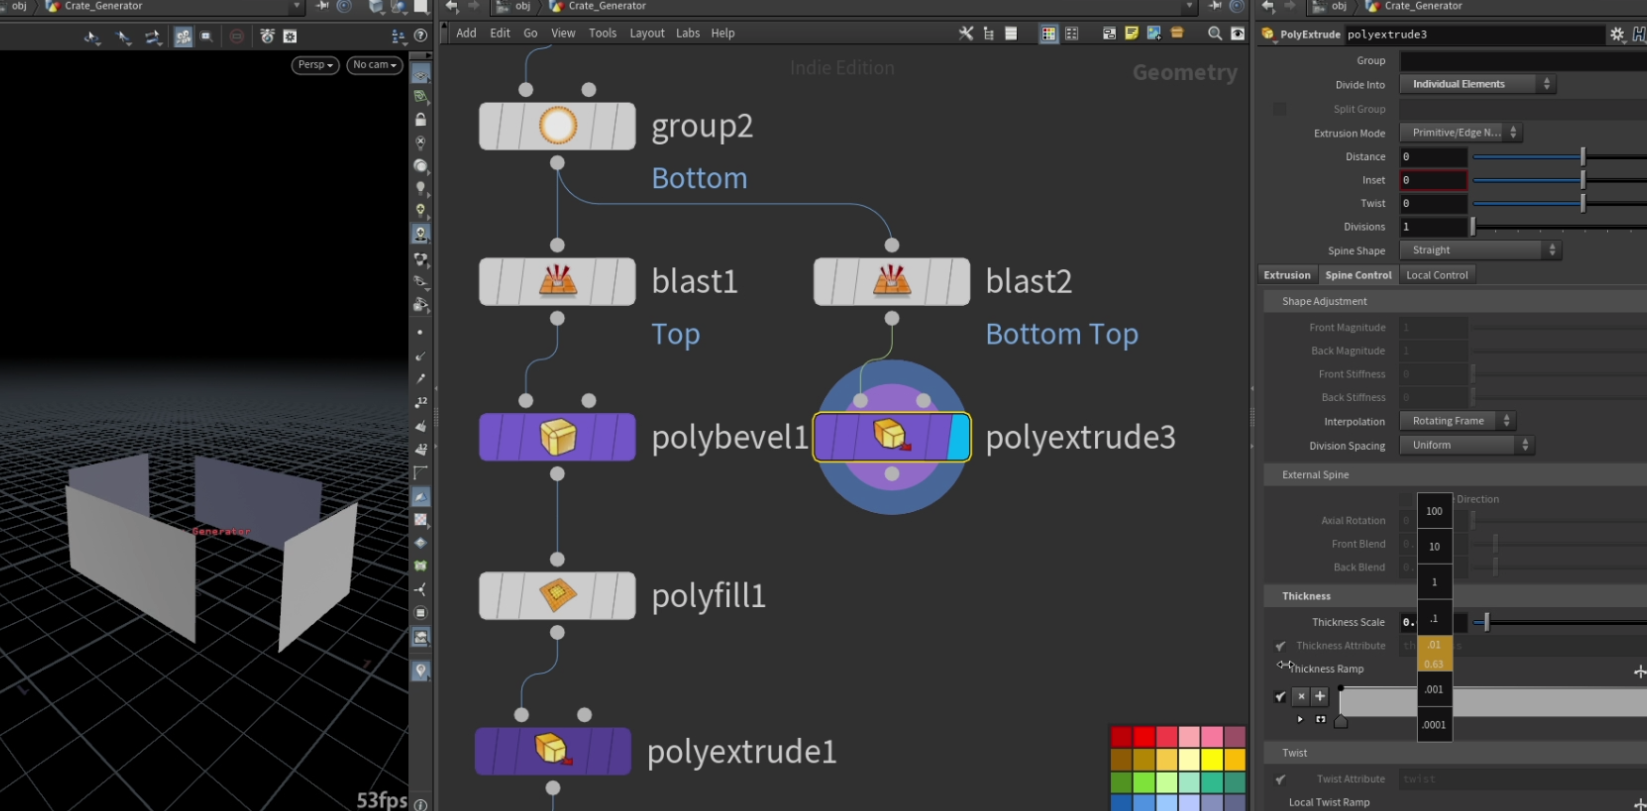 obj Crate_Generator
Persp No cam
Generator
53fps
obj Crate_Generator
Add Edit Go View Tools Layout Labs Help
Indie Edition
Geometry
group2
Bottom
blast1
Top
blast2
Bottom Top
polybevel1
polyextrude3
polyfill1
polyextrude1
obj Crate_Generator
PolyExtrude polyextrude3
Group
Divide Into Individual Elements
Split Group
Extrusion Mode Primitive/Edge N...
Distance 0
Inset 0
Twist 0
Divisions 1
Spine Shape Straight
Extrusion Spine Control Local Control
Shape Adjustment
Front Magnitude 1
Back Magnitude 1
Front Stiffness 0
Back Stiffness 0
Interpolation Rotating Frame
Division Spacing Uniform
External Spine
Direction
Axial Rotation 0
Front Blend 0.
Back Blend 0.
100
10
1
.1
.01
0.63
.001
.0001
Thickness
Thickness Scale 0.
Thickness Attribute
Thickness Ramp
Twist
Twist Attribute twist
Local Twist Ramp